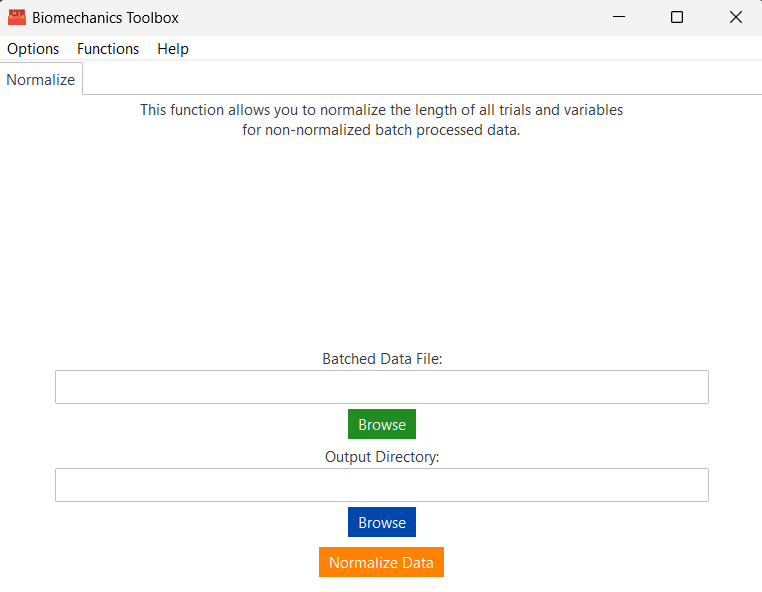 Biomechanics Toolbox
Options Functions Help
Normalize
This function allows you to normalize the length of all trials and variables
for non-normalized batch processed data.
Batched Data File:
Browse
Output Directory:
Browse
Normalize Data